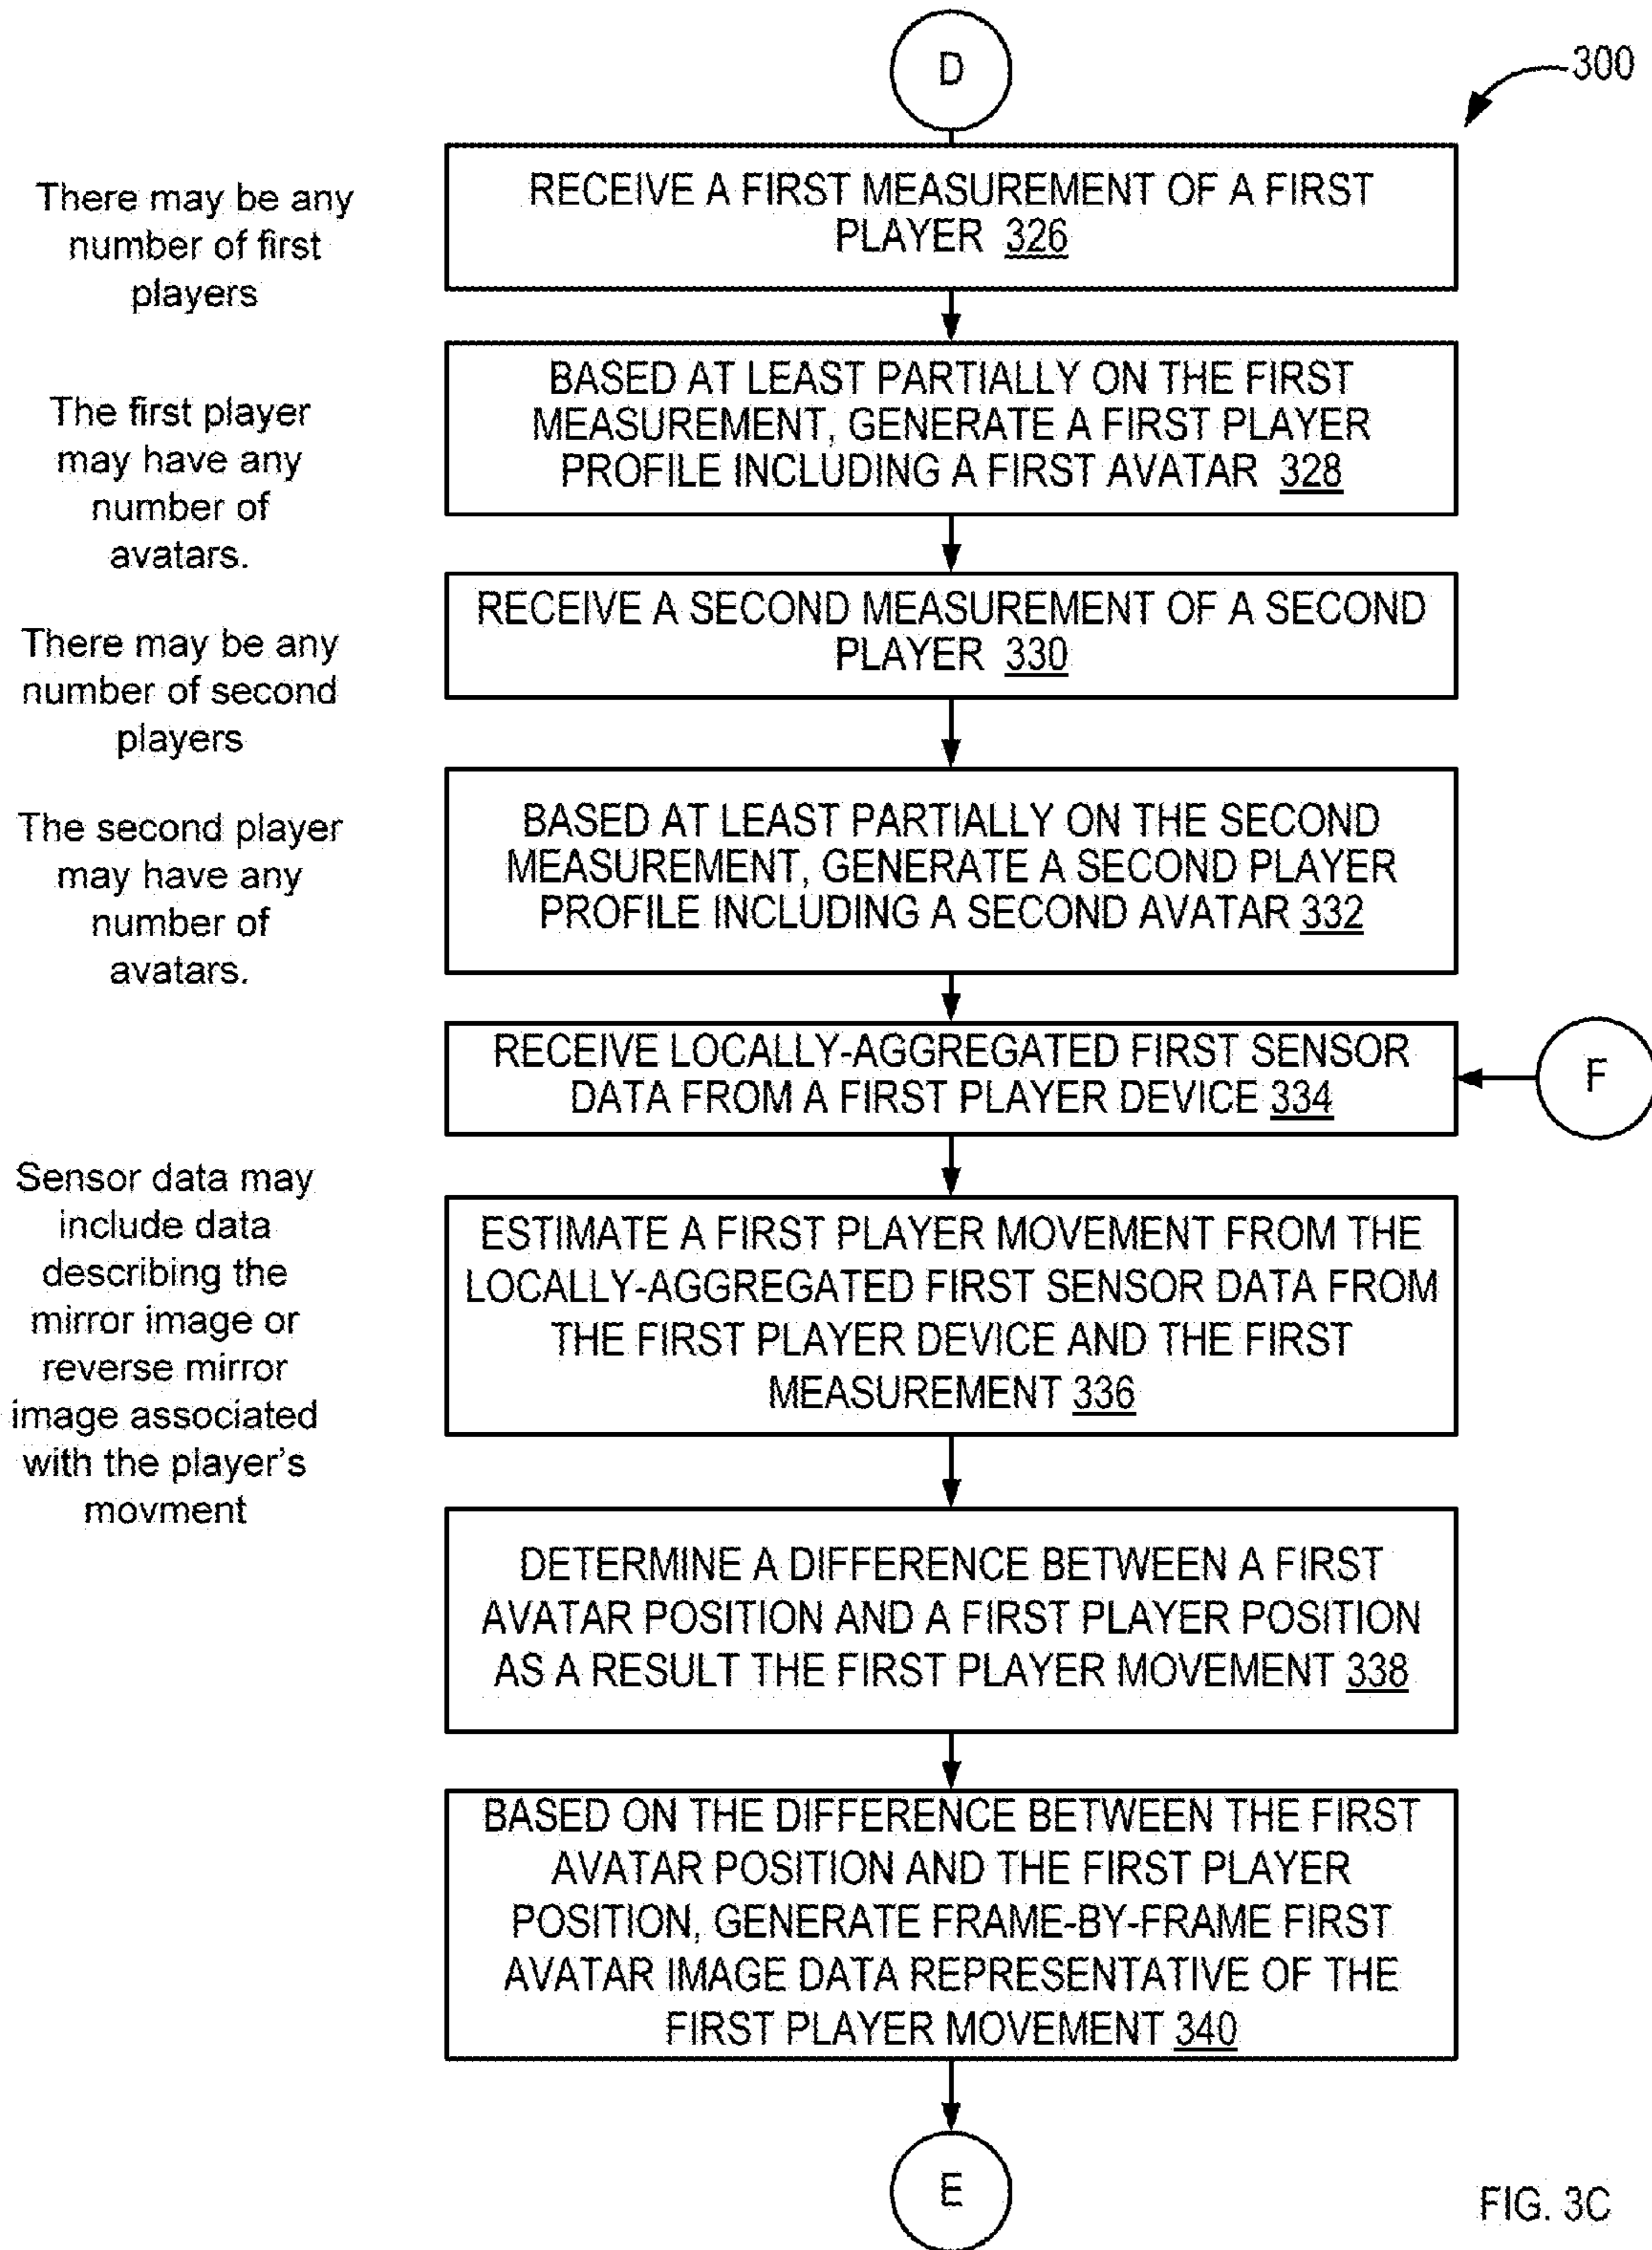 D
300
There may be any
number of first
players
RECEIVE A FIRST MEASUREMENT OF A FIRST
PLAYER 326
The first player
may have any
number of
avatars.
BASED AT LEAST PARTIALLY ON THE FIRST
MEASUREMENT, GENERATE A FIRST PLAYER
PROFILE INCLUDING A FIRST AVATAR 328
There may be any
number of second
players
RECEIVE A SECOND MEASUREMENT OF A SECOND
PLAYER 330
The second player
may have any
number of
avatars.
BASED AT LEAST PARTIALLY ON THE SECOND
MEASUREMENT, GENERATE A SECOND PLAYER
PROFILE INCLUDING A SECOND AVATAR 332
RECEIVE LOCALLY-AGGREGATED FIRST SENSOR
DATA FROM A FIRST PLAYER DEVICE 334
F
Sensor data may
include data
describing the
mirror image or
reverse mirror
image associated
with the player's
movment
ESTIMATE A FIRST PLAYER MOVEMENT FROM THE
LOCALLY-AGGREGATED FIRST SENSOR DATA FROM
THE FIRST PLAYER DEVICE AND THE FIRST
MEASUREMENT 336
DETERMINE A DIFFERENCE BETWEEN A FIRST
AVATAR POSITION AND A FIRST PLAYER POSITION
AS A RESULT THE FIRST PLAYER MOVEMENT 338
BASED ON THE DIFFERENCE BETWEEN THE FIRST
AVATAR POSITION AND THE FIRST PLAYER
POSITION, GENERATE FRAME-BY-FRAME FIRST
AVATAR IMAGE DATA REPRESENTATIVE OF THE
FIRST PLAYER MOVEMENT 340
E
FIG. 3C